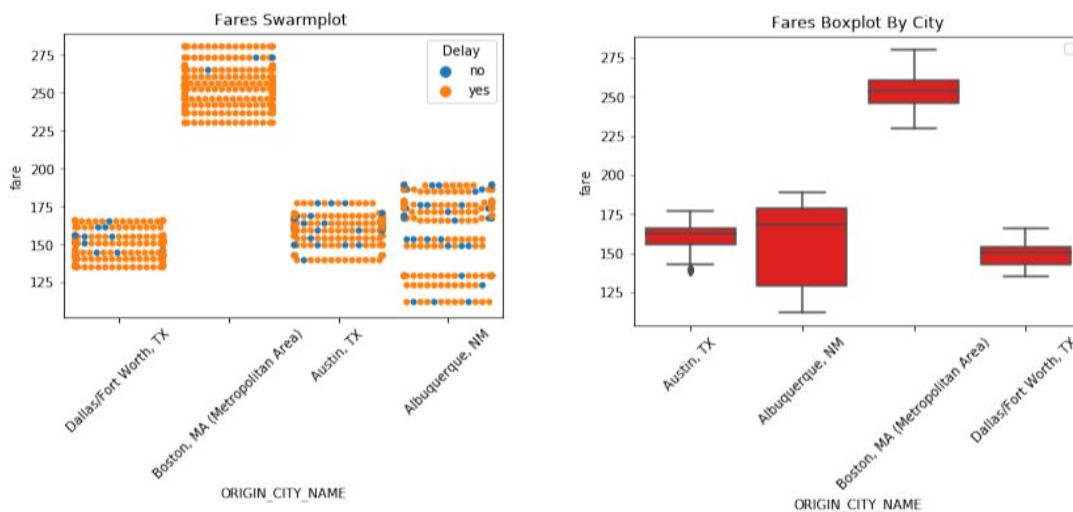 Fares Swarmplot
Delay
no
yes
275
250
225
200
175
150
125
fare
Dallas/Fort Worth, TX
Boston, MA (Metropolitan Area)
Austin, TX
Albuquerque, NM
ORIGIN_CITY_NAME
Fares Boxplot By City
275
250
225
200
175
150
125
fare
Austin, TX
Albuquerque, NM
Boston, MA (Metropolitan Area)
Dallas/Fort Worth, TX
ORIGIN_CITY_NAME